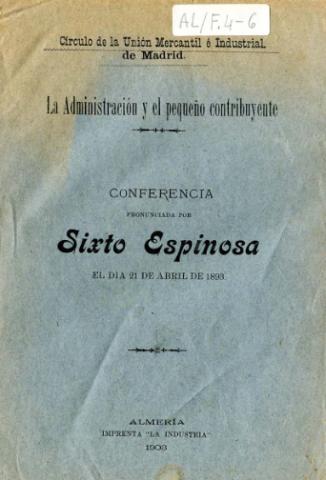 AL/F.4-6
Círculo de la Unión Mercantil é Industrial.
de Madrid.
La Administración y el pequeño contribuyente
CONFERENCIA
PRONUNCIADA POR
Sixto Espinosa
EL DIA 21 DE ABRIL DE 1893
ALMERÍA
IMPRENTA "LA INDUSTRIA"
1903